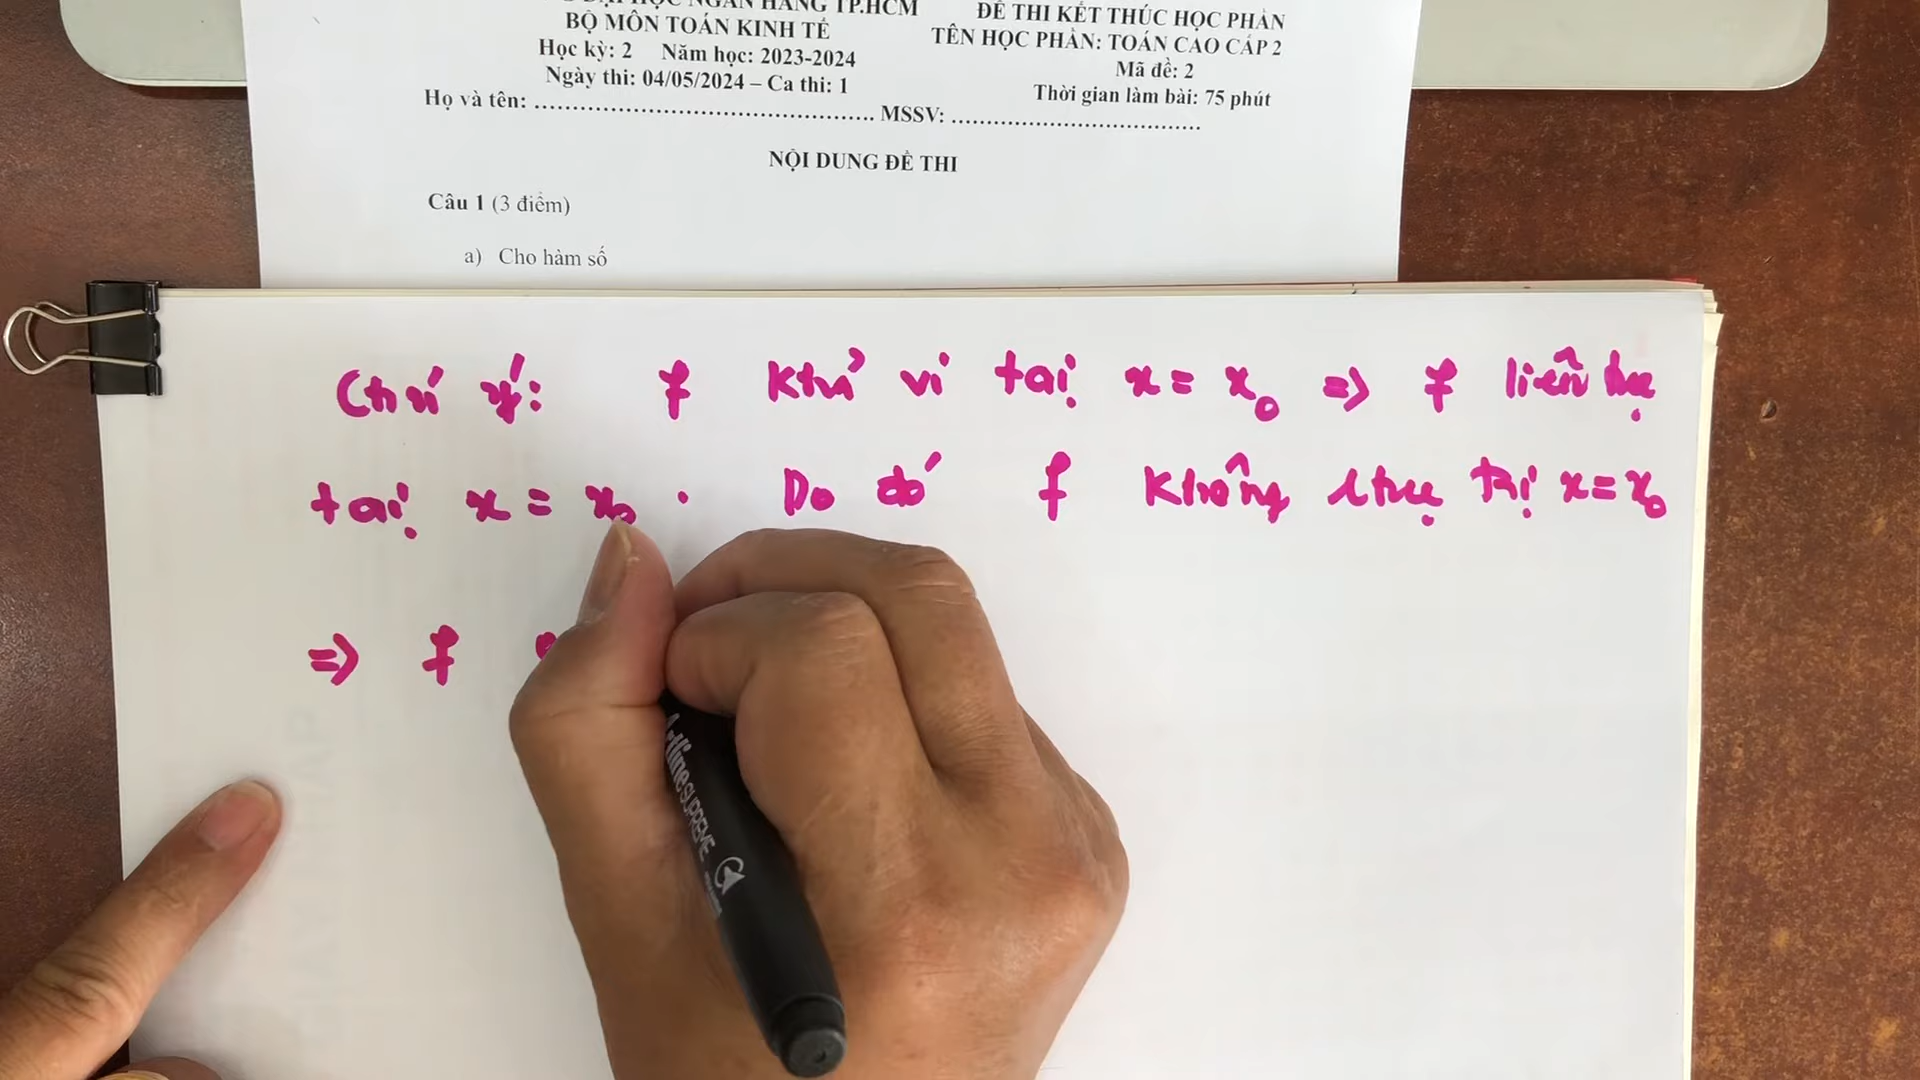 ĐẠI HỌC NGÂN HÀNG TP.HCM
BỘ MÔN TOÁN KINH TẾ
Học kỳ: 2 Năm học: 2023-2024
Ngày thi: 04/05/2024 – Ca thi: 1
ĐỀ THI KẾT THÚC HỌC PHẦN
TÊN HỌC PHẦN: TOÁN CAO CẤP 2
Mã đề: 2
Thời gian làm bài: 75 phút
Họ và tên: ................................................ MSSV: ....................................
NỘI DUNG ĐỀ THI
Câu 1 (3 điểm)
a) Cho hàm số
Chú ý: f khả vi tại x = x₀ => f liên tục
tại x = x₀ . Do đó f không ltục tại x = x₀
=> f
Artline SUPREME